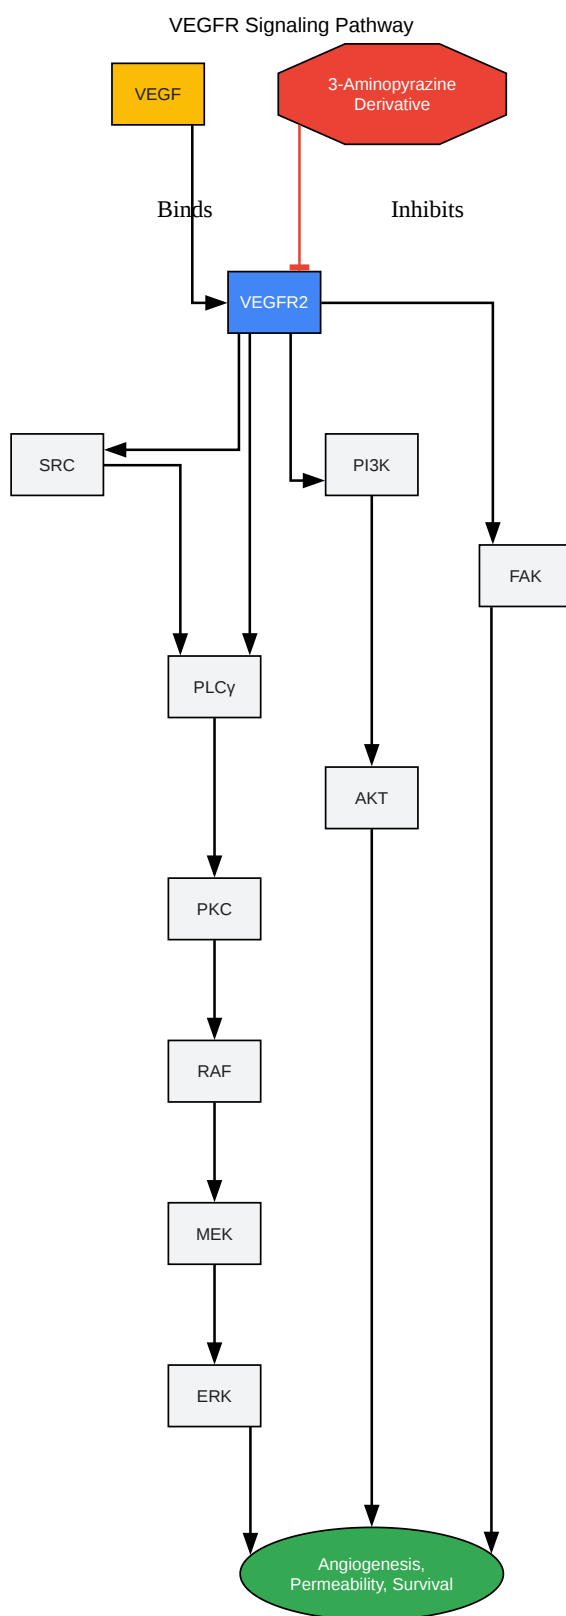 VEGFR Signaling Pathway
VEGF
3-Aminopyrazine
Derivative
Binds
Inhibits
VEGFR2
SRC
PI3K
FAK
PLCγ
AKT
PKC
RAF
MEK
ERK
Angiogenesis,
Permeability, Survival